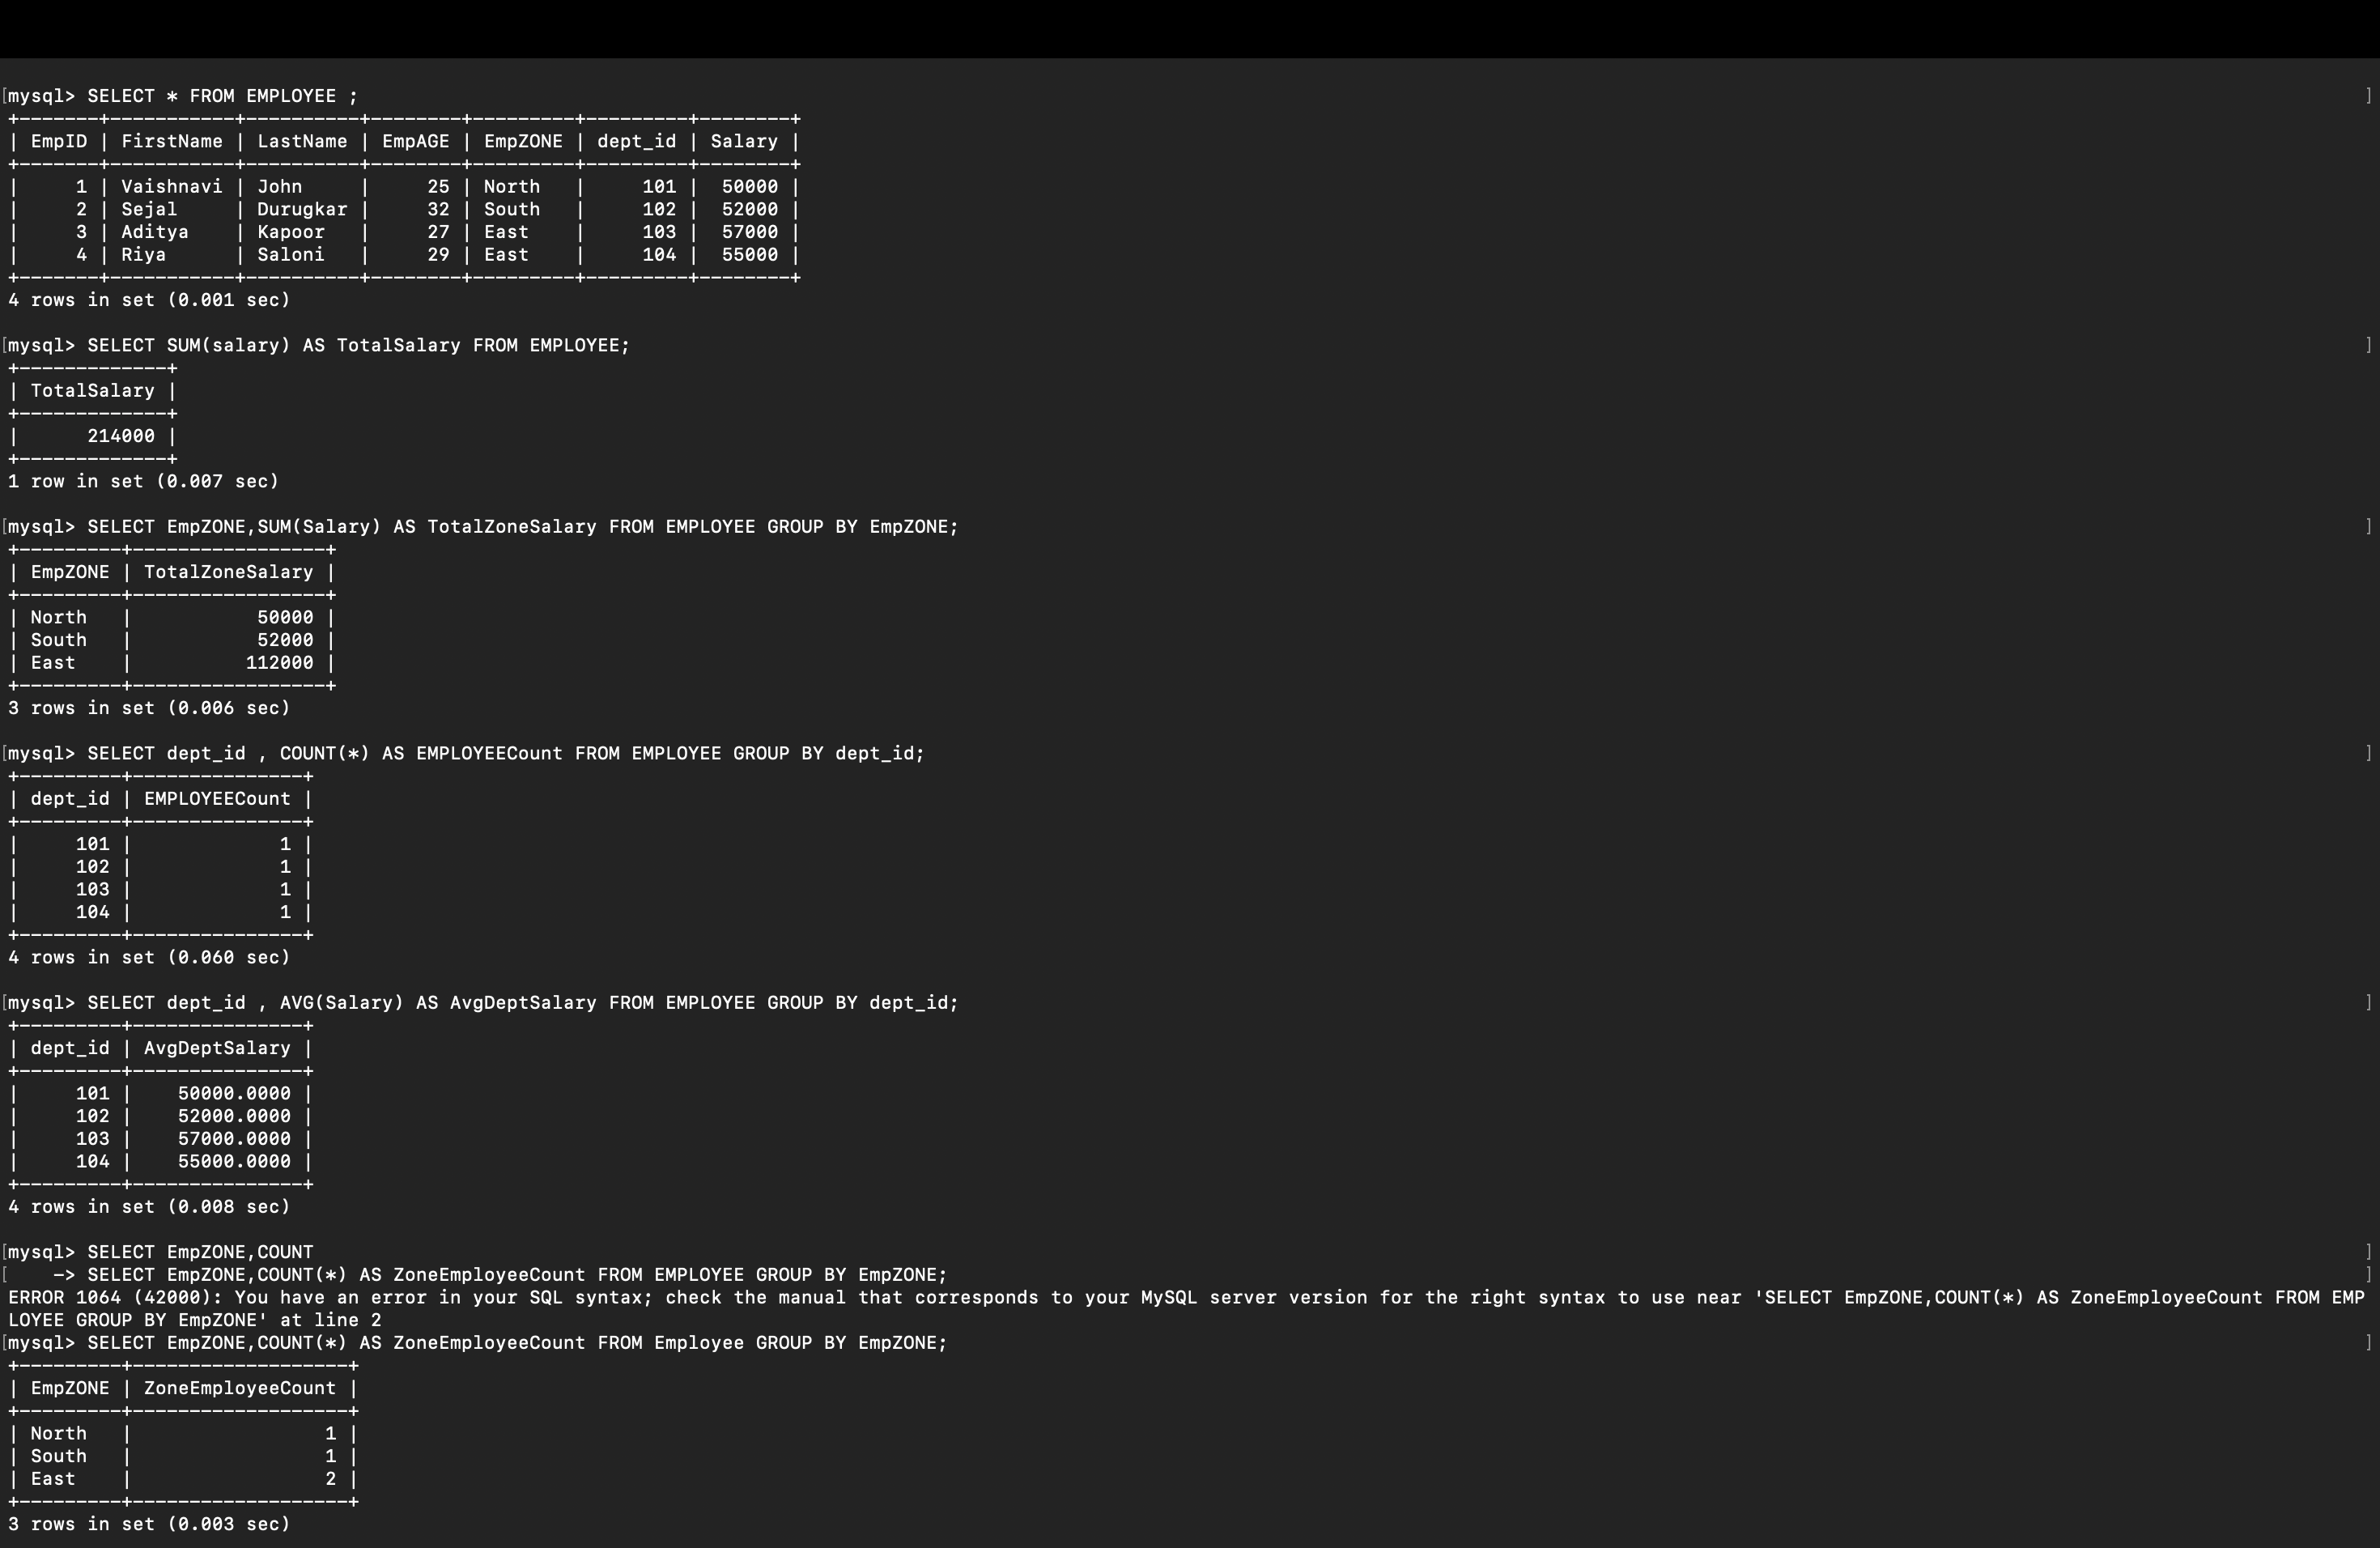 [mysql> SELECT * FROM EMPLOYEE ; ]
+-------+-----------+----------+--------+---------+---------+--------+
| EmpID | FirstName | LastName | EmpAGE | EmpZONE | dept_id | Salary |
+-------+-----------+----------+--------+---------+---------+--------+
|     1 | Vaishnavi | John     |     25 | North   |     101 |  50000 |
|     2 | Sejal     | Durugkar |     32 | South   |     102 |  52000 |
|     3 | Aditya    | Kapoor   |     27 | East    |     103 |  57000 |
|     4 | Riya      | Saloni   |     29 | East    |     104 |  55000 |
+-------+-----------+----------+--------+---------+---------+--------+
4 rows in set (0.001 sec)

[mysql> SELECT SUM(salary) AS TotalSalary FROM EMPLOYEE; ]
+-------------+
| TotalSalary |
+-------------+
|      214000 |
+-------------+
1 row in set (0.007 sec)

[mysql> SELECT EmpZONE,SUM(Salary) AS TotalZoneSalary FROM EMPLOYEE GROUP BY EmpZONE; ]
+---------+-----------------+
| EmpZONE | TotalZoneSalary |
+---------+-----------------+
| North   |           50000 |
| South   |           52000 |
| East    |          112000 |
+---------+-----------------+
3 rows in set (0.006 sec)

[mysql> SELECT dept_id , COUNT(*) AS EMPLOYEECount FROM EMPLOYEE GROUP BY dept_id; ]
+---------+---------------+
| dept_id | EMPLOYEECount |
+---------+---------------+
|     101 |             1 |
|     102 |             1 |
|     103 |             1 |
|     104 |             1 |
+---------+---------------+
4 rows in set (0.060 sec)

[mysql> SELECT dept_id , AVG(Salary) AS AvgDeptSalary FROM EMPLOYEE GROUP BY dept_id; ]
+---------+---------------+
| dept_id | AvgDeptSalary |
+---------+---------------+
|     101 |    50000.0000 |
|     102 |    52000.0000 |
|     103 |    57000.0000 |
|     104 |    55000.0000 |
+---------+---------------+
4 rows in set (0.008 sec)

[mysql> SELECT EmpZONE,COUNT ]
[    -> SELECT EmpZONE,COUNT(*) AS ZoneEmployeeCount FROM EMPLOYEE GROUP BY EmpZONE; ]
ERROR 1064 (42000): You have an error in your SQL syntax; check the manual that corresponds to your MySQL server version for the right syntax to use near 'SELECT EmpZONE,COUNT(*) AS ZoneEmployeeCount FROM EMP
LOYEE GROUP BY EmpZONE' at line 2
[mysql> SELECT EmpZONE,COUNT(*) AS ZoneEmployeeCount FROM Employee GROUP BY EmpZONE; ]
+---------+-------------------+
| EmpZONE | ZoneEmployeeCount |
+---------+-------------------+
| North   |                 1 |
| South   |                 1 |
| East    |                 2 |
+---------+-------------------+
3 rows in set (0.003 sec)